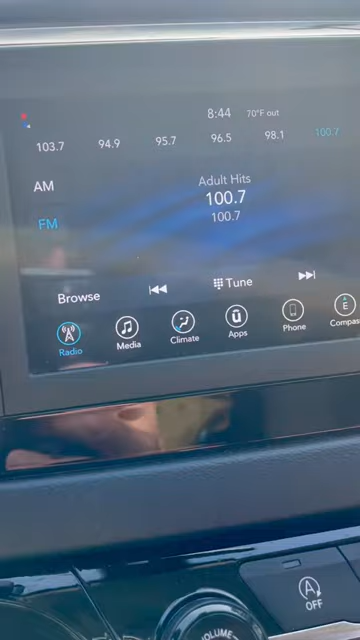 8:44 70°F out
103.7 94.9 95.7 96.5 98.1 100.7
AM
Adult Hits
100.7
FM
100.7
Browse Tune
Radio Media Climate Apps Phone Compass
E
A
OFF
VOLUME